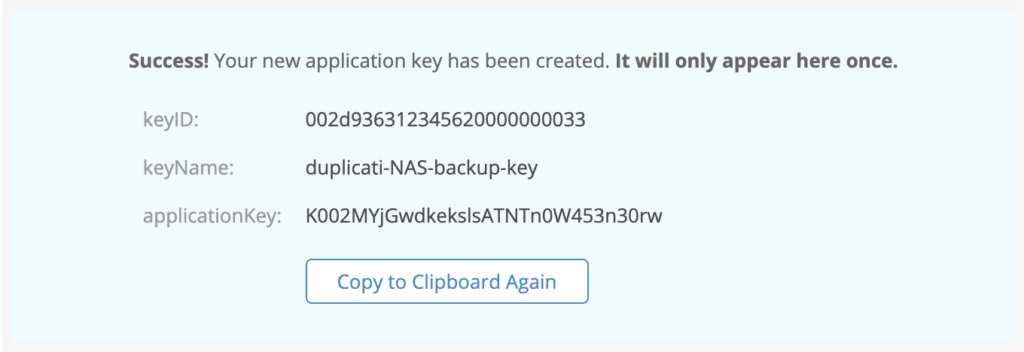 Success! Your new application key has been created. It will only appear here once.
keyID: 002d936312345620000000033
keyName: duplicati-NAS-backup-key
applicationKey: K002MYjGwdkekslsATNTn0W453n30rw
Copy to Clipboard Again